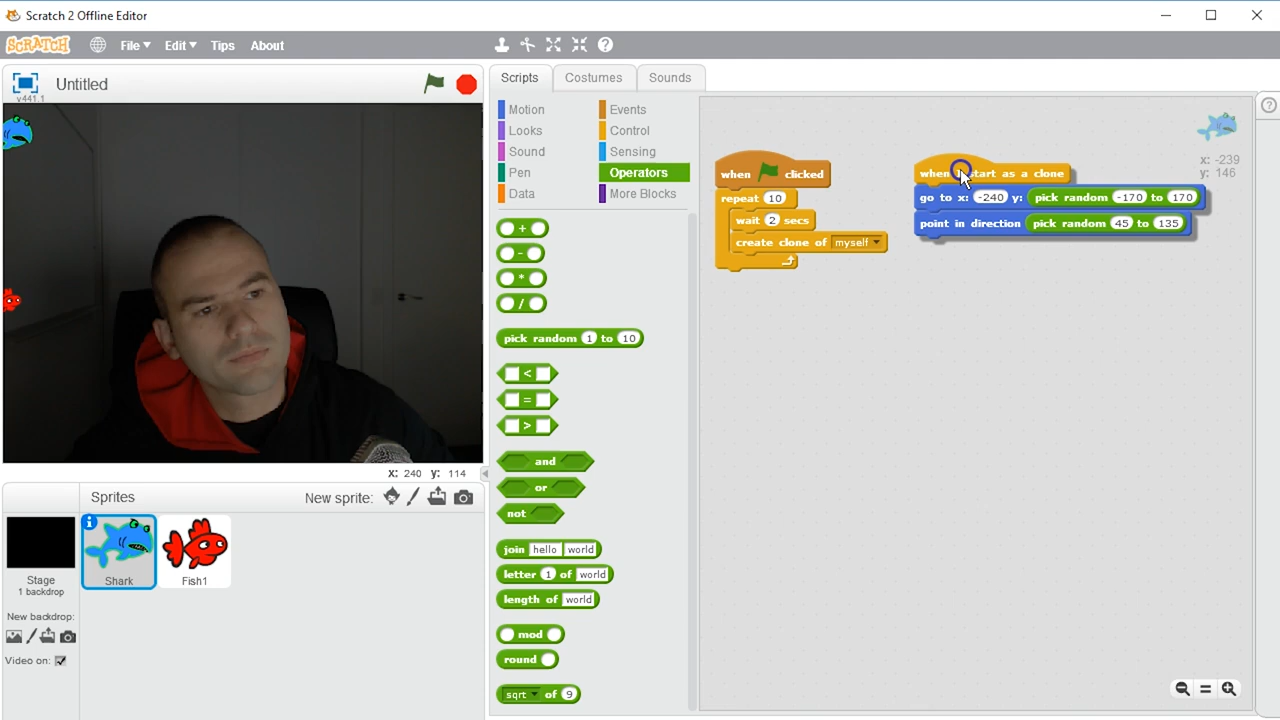 Scratch 2 Offline Editor
SCRATCH File Edit Tips About
Untitled
v441.1
Scripts Costumes Sounds
Motion Events
Looks Control
Sound Sensing
Pen Operators
Data More Blocks
+
-
*
/
pick random 1 to 10
<
=
>
and
or
not
join hello world
letter 1 of world
length of world
mod
round
sqrt of 9
when clicked
repeat 10
wait 2 secs
create clone of myself
when start as a clone
go to x: -240 y: pick random -170 to 170
point in direction pick random 45 to 135
x: -239
y: 146
x: 240 y: 114
Sprites New sprite:
Stage
1 backdrop
Shark
Fish1
New backdrop:
Video on: